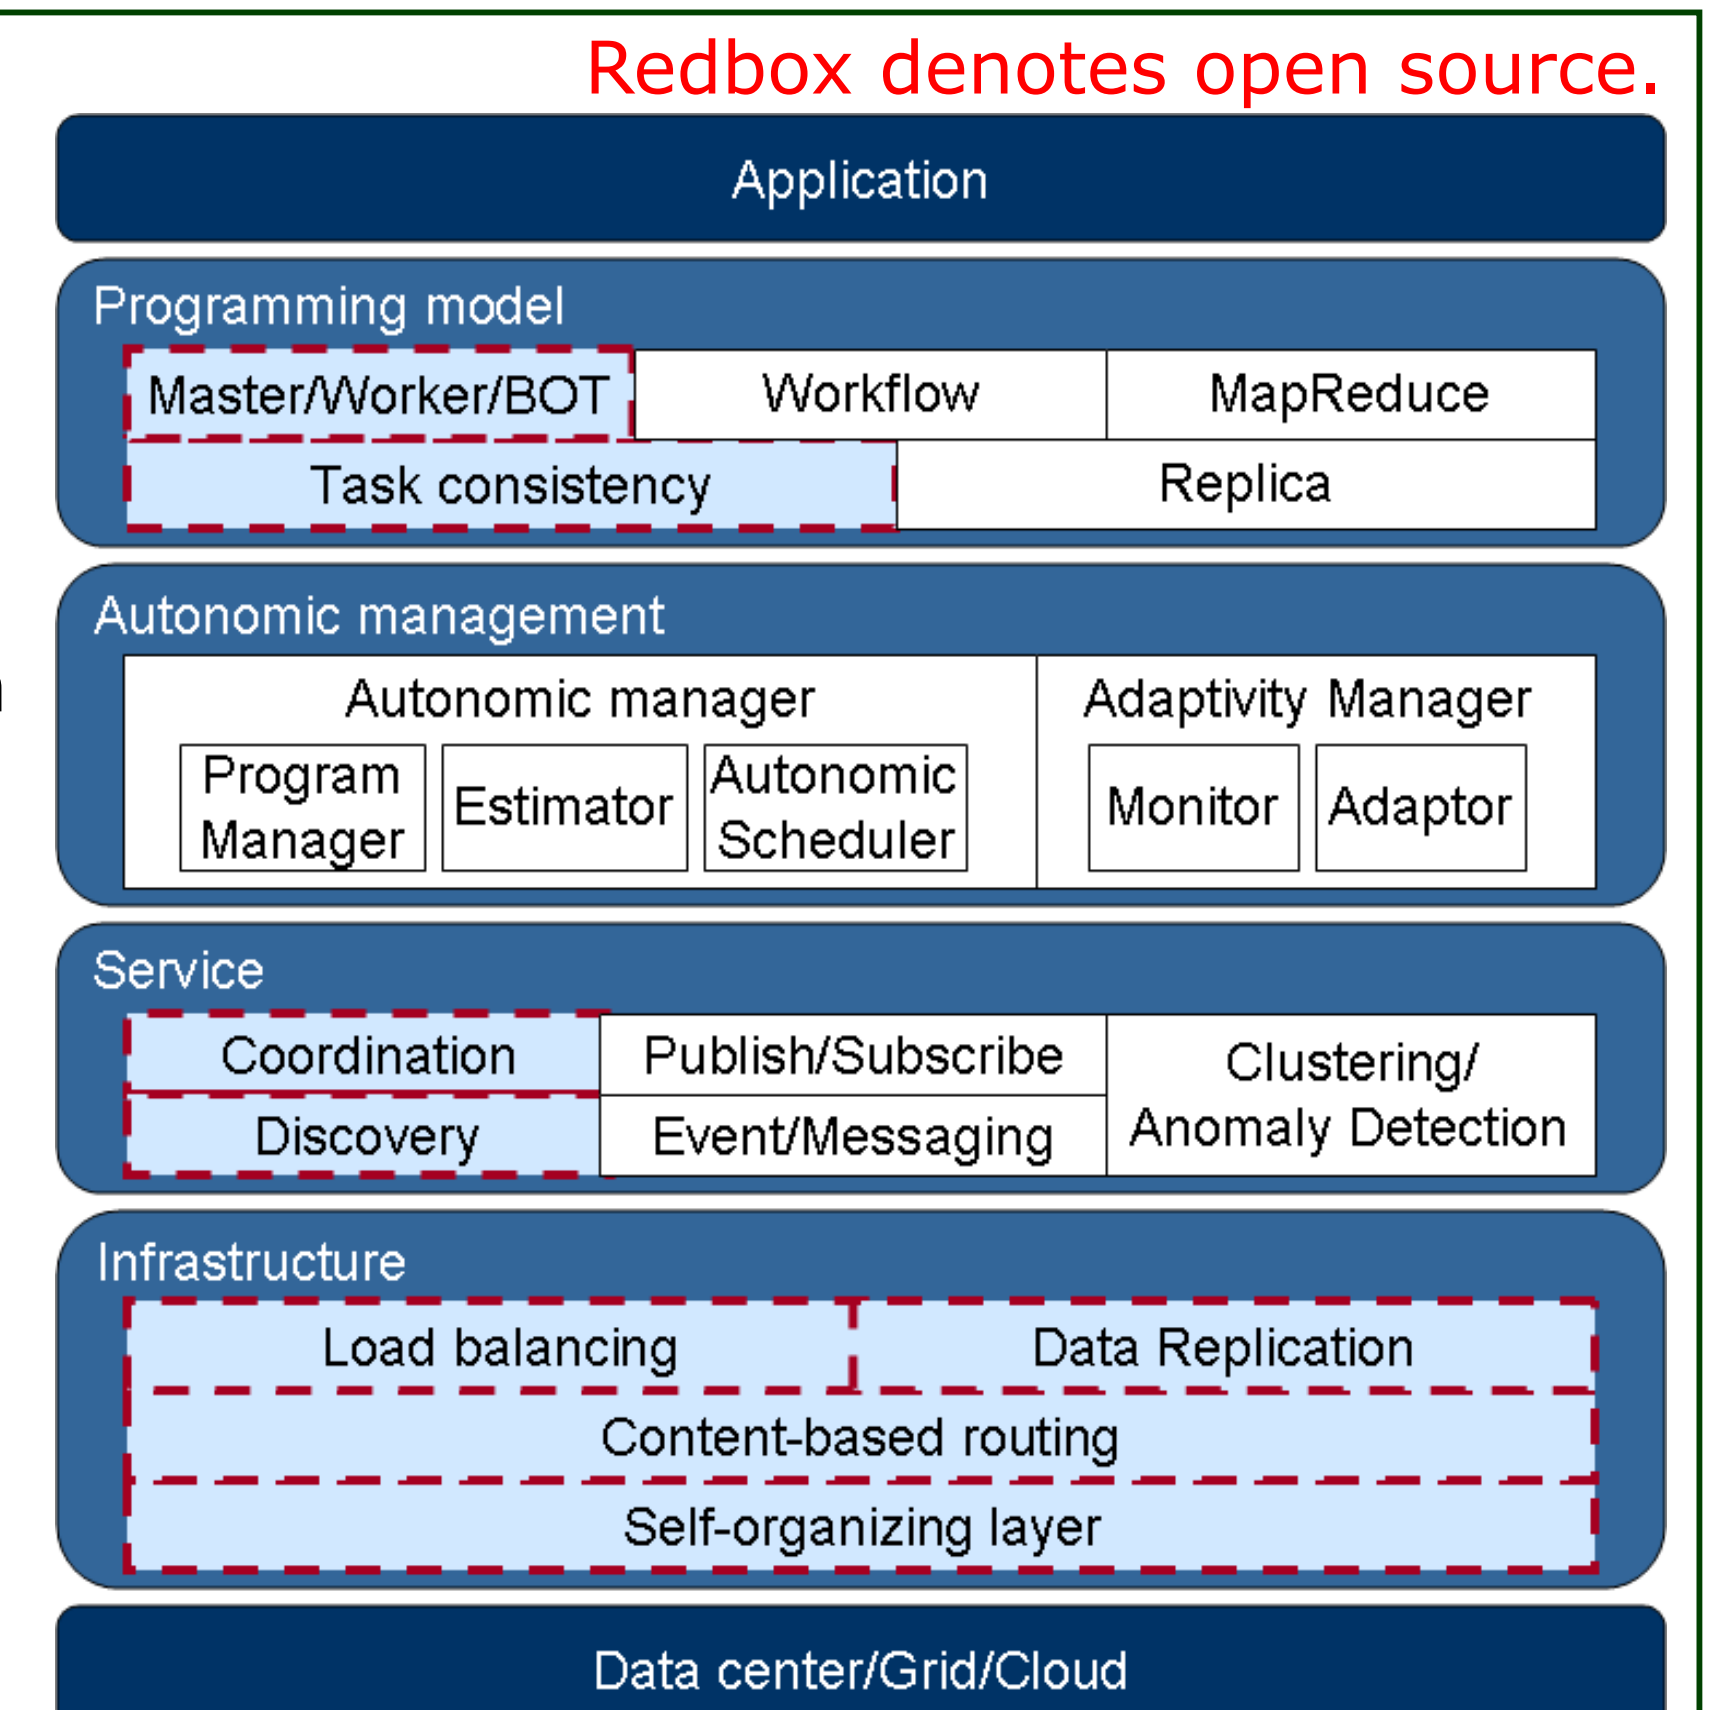 Redbox denotes open source.
Application
Programming model
Master/Worker/BOT
Workflow
MapReduce
Task consistency
Replica
Autonomic management
Autonomic manager
Adaptivity Manager
Program
Manager
Estimator
Autonomic
Scheduler
Monitor
Adaptor
Service
Coordination
Publish/Subscribe
Clustering/
Anomaly Detection
Discovery
Event/Messaging
Infrastructure
Load balancing
Data Replication
Content-based routing
Self-organizing layer
Data center/Grid/Cloud